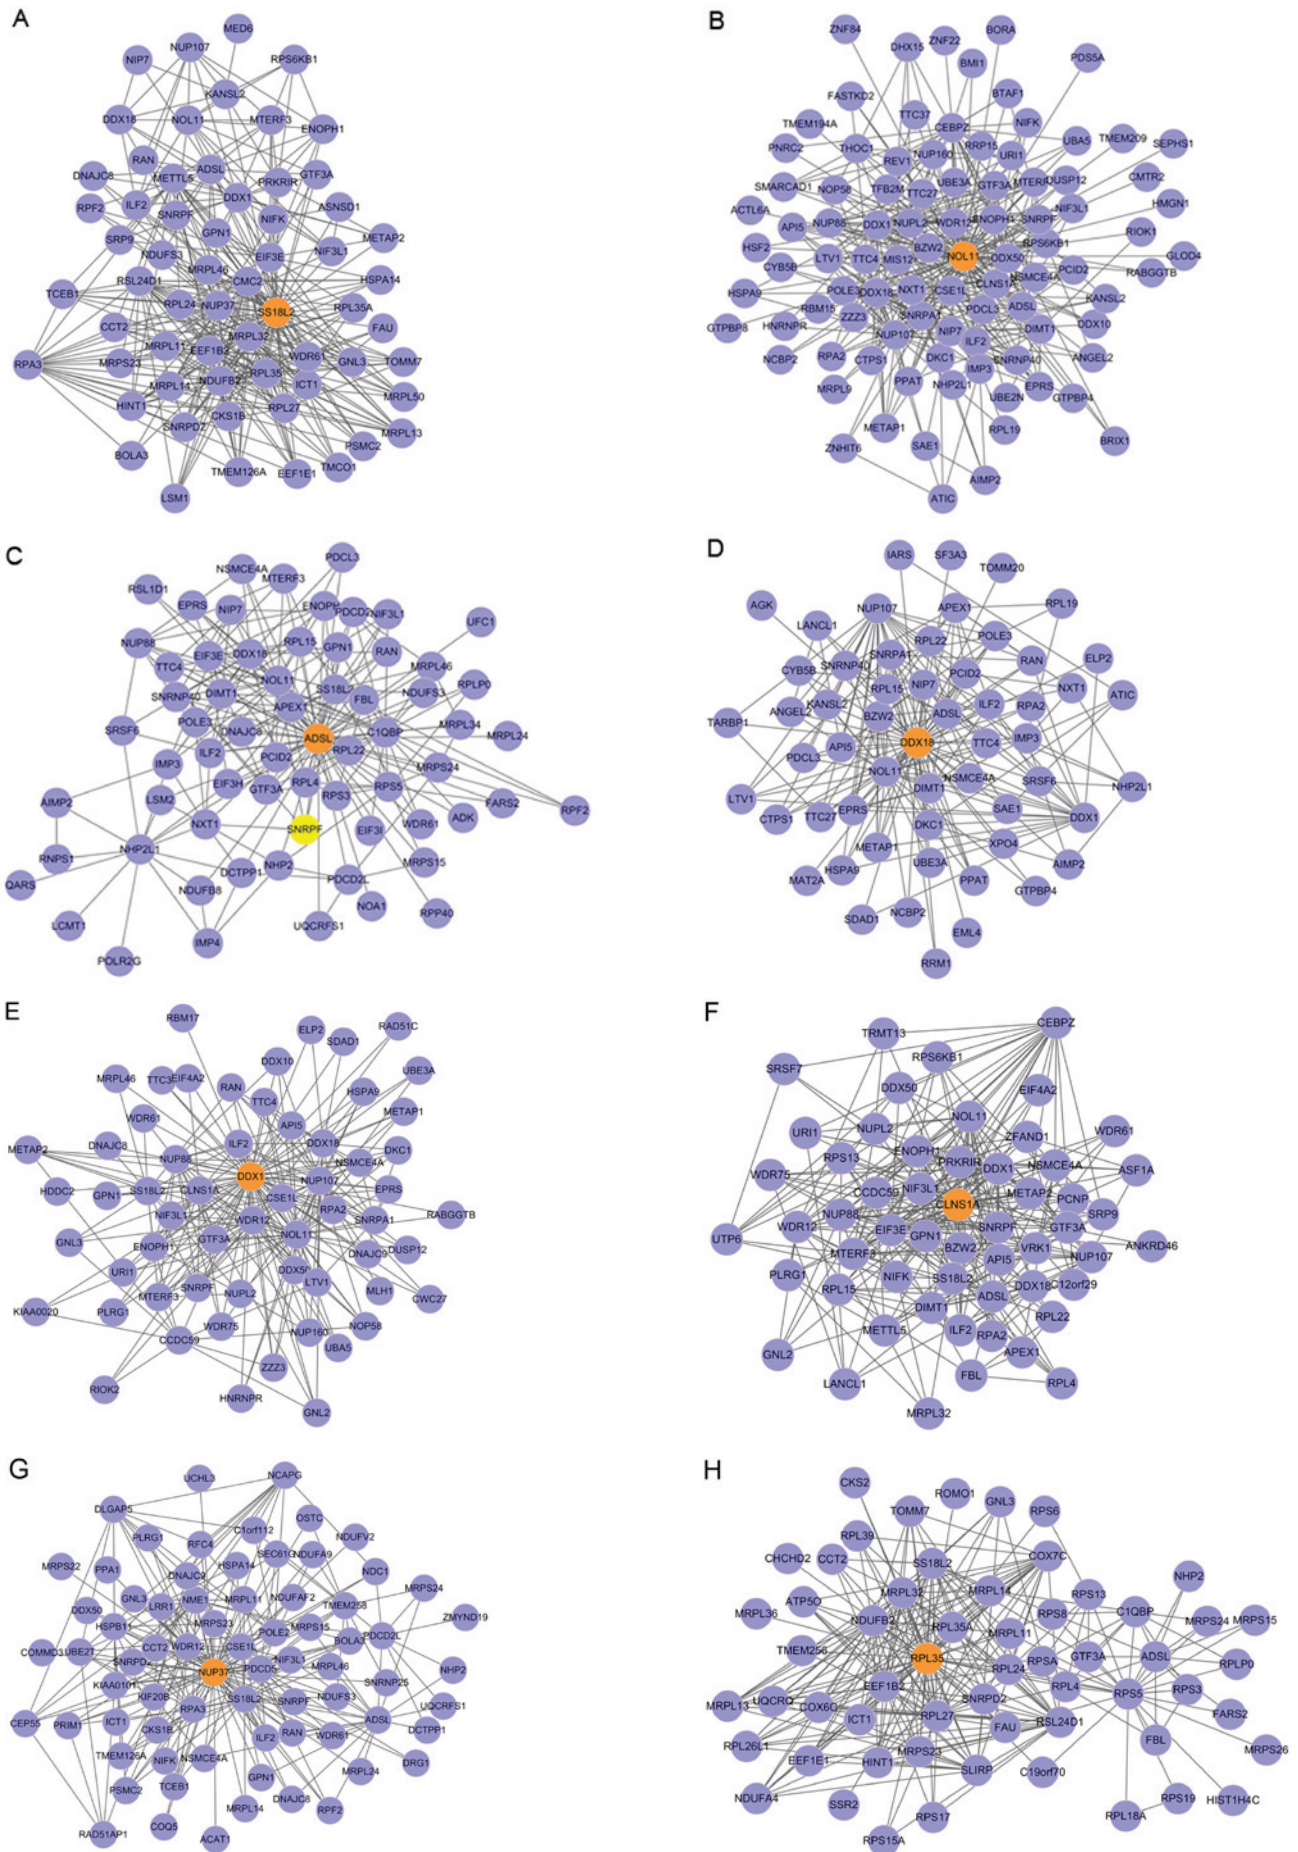 A
MED6
NUP107
NIP7
RPS6KB1
KANSL2
DDX18
NOL11
MTERF3
ENOPH1
RAN
ADSL
METTL5
DNAJC8
PRKRIR
GTF3A
DDX1
ILF2
RPF2
SNRPF
NIFK
ASNSD1
GPN1
METAP2
SRP9
NIF3L1
NDUFS3
EIF3E
MRPL46
RSL24D1
CMC2
HSPA14
TCEB1
RPL24
NUP37
SS18L2
RPL35A
CCT2
MRPL32
FAU
MRPL11
EEF1B2
WDR61
RPA3
MRPS23
GNL3
TOMM7
RPL35
MRPL14
NDUFB2
ICT1
MRPL50
HINT1
RPL27
CKS1B
SNRPD2
MRPL13
BOLA3
PSMC2
TMEM126A
EEF1E1
TMCO1
LSM1
B
ZNF84
ZNF22
BORA
DHX15
BMI1
PDS5A
FASTKD2
BTAF1
TTC37
TMEM194A
CEBPZ
NIFK
PNRC2
THOC1
RRP15
UBA5
TMEM209
SEPHS1
REV1
NUP160
URI1
SMARCAD1
NOP58
TFB2M
TTC27
UBE3A
GTF3A
MTERF3
DUSP12
CMTR2
ACTL6A
API5
NUP88
DDX1
NUPL2
WDR12
ENOPH1
SNRPF
NIF3L1
HMGN1
HSF2
BZW2
RPS6KB1
RIOK1
CYB5B
LTV1
TTC4
MIS12
NOL11
DDX50
GLOD4
HSPA9
POLE3
DDX18
NXT1
CSE1L
CLNS1A
NSMCE4A
PCID2
RABGGTB
GTPBP8
RBM15
ZZZ3
SNRPA1
PDCL3
ADSL
KANSL2
HNRNPR
NUP107
NIP7
DIMT1
DDX10
NCBP2
RPA2
CTPS1
DKC1
ILF2
SNRNP40
ANGEL2
MRPL9
PPAT
NHP2L1
IMP3
EPRS
UBE2N
GTPBP4
METAP1
RPL19
BRIX1
ZNHIT6
SAE1
AIMP2
ATIC
C
PDCL3
NSMCE4A
MTERF3
RSL1D1
EPRS
NIP7
ENOPH
PDCD2
NIF3L1
UFC1
NUP88
EIF3E
DDX18
RPL15
GPN1
RAN
TTC4
MRPL46
SNRNP40
DIMT1
NOL11
SS18L2
FBL
NDUFS3
RPLP0
POLE3
APEX1
SRSF6
DNAJC8
ADSL
C1QBP
MRPL34
MRPL24
ILF2
PCID2
RPL22
IMP3
EIF3H
GTF3A
RPL4
MRPS24
AIMP2
LSM2
RPS3
RPS5
FARS2
RPF2
NXT1
SNRPF
EIF3I
WDR61
ADK
NHP2L1
RNPS1
DCTPP1
NHP2
MRPS15
QARS
NDUFB8
PDCD2L
LCMT1
NOA1
RPP40
IMP4
UQCRFS1
POLR2G
D
IARS
SF3A3
TOMM20
AGK
NUP107
APEX1
RPL19
LANCL1
RPL22
POLE3
SNRPA1
CYB5B
SNRNP40
PCID2
RAN
ELP2
RPL15
NIP7
NXT1
ATIC
KANSL2
ILF2
RPA2
TARBP1
ANGEL2
BZW2
ADSL
DDX18
TTC4
IMP3
PDCL3
API5
NOL11
NSMCE4A
SRSF6
NHP2L1
LTV1
DIMT1
CTPS1
TTC27
EPRS
SAE1
DDX1
DKC1
METAP1
XPO4
UBE3A
AIMP2
MAT2A
HSPA9
PPAT
GTPBP4
SDAD1
NCBP2
EML4
RRM1
E
RBM17
ELP2
RAD51C
SDAD1
DDX10
MRPL46
TTC3
EIF4A2
RAN
HSPA9
UBE3A
TTC4
WDR61
API5
METAP1
METAP2
DNAJC8
ILF2
DDX18
DKC1
NUP88
NSMCE4A
HDDC2
GPN1
SS18L2
CLNS1A
DDX1
NUP107
EPRS
CSE1L
NIF3L1
RPA2
SNRPA1
RABGGTB
WDR12
GNL3
ENOPH1
GTF3A
NOL11
DNAJC9
DUSP12
URI1
DDX50
LTV1
KIAA0020
PLRG1
MTERF3
SNRPF
NUPL2
MLH1
CWC27
CCDC59
WDR75
NUP160
NOP58
UBA5
ZZZ3
RIOK2
HNRNPR
GNL2
F
CEBPZ
TRMT13
RPS6KB1
SRSF7
DDX50
EIF4A2
NOL11
URI1
NUPL2
ZFAND1
WDR61
RPS13
ENOPH1
PRKRIR
DDX1
NSMCE4A
ASF1A
WDR75
CCDC59
NIF3L1
METAP2
PCNP
CLNS1A
SRP9
NUP88
EIF3E
SNRPF
GTF3A
UTP6
WDR12
GPN1
MTERF3
BZW2
API5
VRK1
NUP107
ANKRD46
PLRG1
NIFK
SS18L2
DDX18
C12orf29
RPL15
DIMT1
ADSL
RPL22
METTL5
ILF2
RPA2
GNL2
APEX1
LANCL1
FBL
RPL4
MRPL32
G
UCHL3
NCAPG
DLGAP5
OSTC
PLRG1
C1orf112
NDUFV2
RFC4
SEC61G
NDUFA9
MRPS22
PPA1
HSPA14
NDC1
DNAJC9
GNL3
LRR1
NME1
MRPL11
NDUFAF2
TMEM258
MRPS24
DDX50
HSPB11
MRPS23
POLE2
MRPS15
ZMYND19
COMMD3
UBE2T
CCT2
WDR12
CSE1L
BOLA3
PDCD2L
SNRPD2
NUP37
PDCD5
NIF3L1
MRPL46
NHP2
KIAA0101
SNRNP25
KIF20B
SS18L2
SNRPF
NDUFS3
UQCRFS1
CEP55
RPA3
ADSL
PRIM1
ICT1
CKS1B
ILF2
RAN
WDR61
DCTPP1
TMEM126A
NIFK
NSMCE4A
DRG1
PSMC2
TCEB1
GPN1
MRPL24
DNAJC8
MRPL14
RPF2
RAD51AP1
COQ5
ACAT1
H
CKS2
ROMO1
GNL3
TOMM7
RPS6
RPL39
CHCHD2
CCT2
SS18L2
COX7C
NHP2
MRPL32
MRPL14
RPS13
ATP5O
MRPL36
NDUFB2
RPL35A
RPS8
C1QBP
MRPS24
MRPS15
MRPL11
TMEM256
RPL35
RPSA
GTF3A
ADSL
RPLP0
RPL24
EEF1B2
RPL4
RPS5
RPS3
MRPL13
UQCRQ
COX6C
SNRPD2
FARS2
ICT1
RPL27
FAU
RSL24D1
RPL26L1
FBL
EEF1E1
HINT1
MRPS23
MRPS26
SLIRP
C19orf70
NDUFA4
SSR2
RPS19
HIST1H4C
RPS17
RPL18A
RPS15A